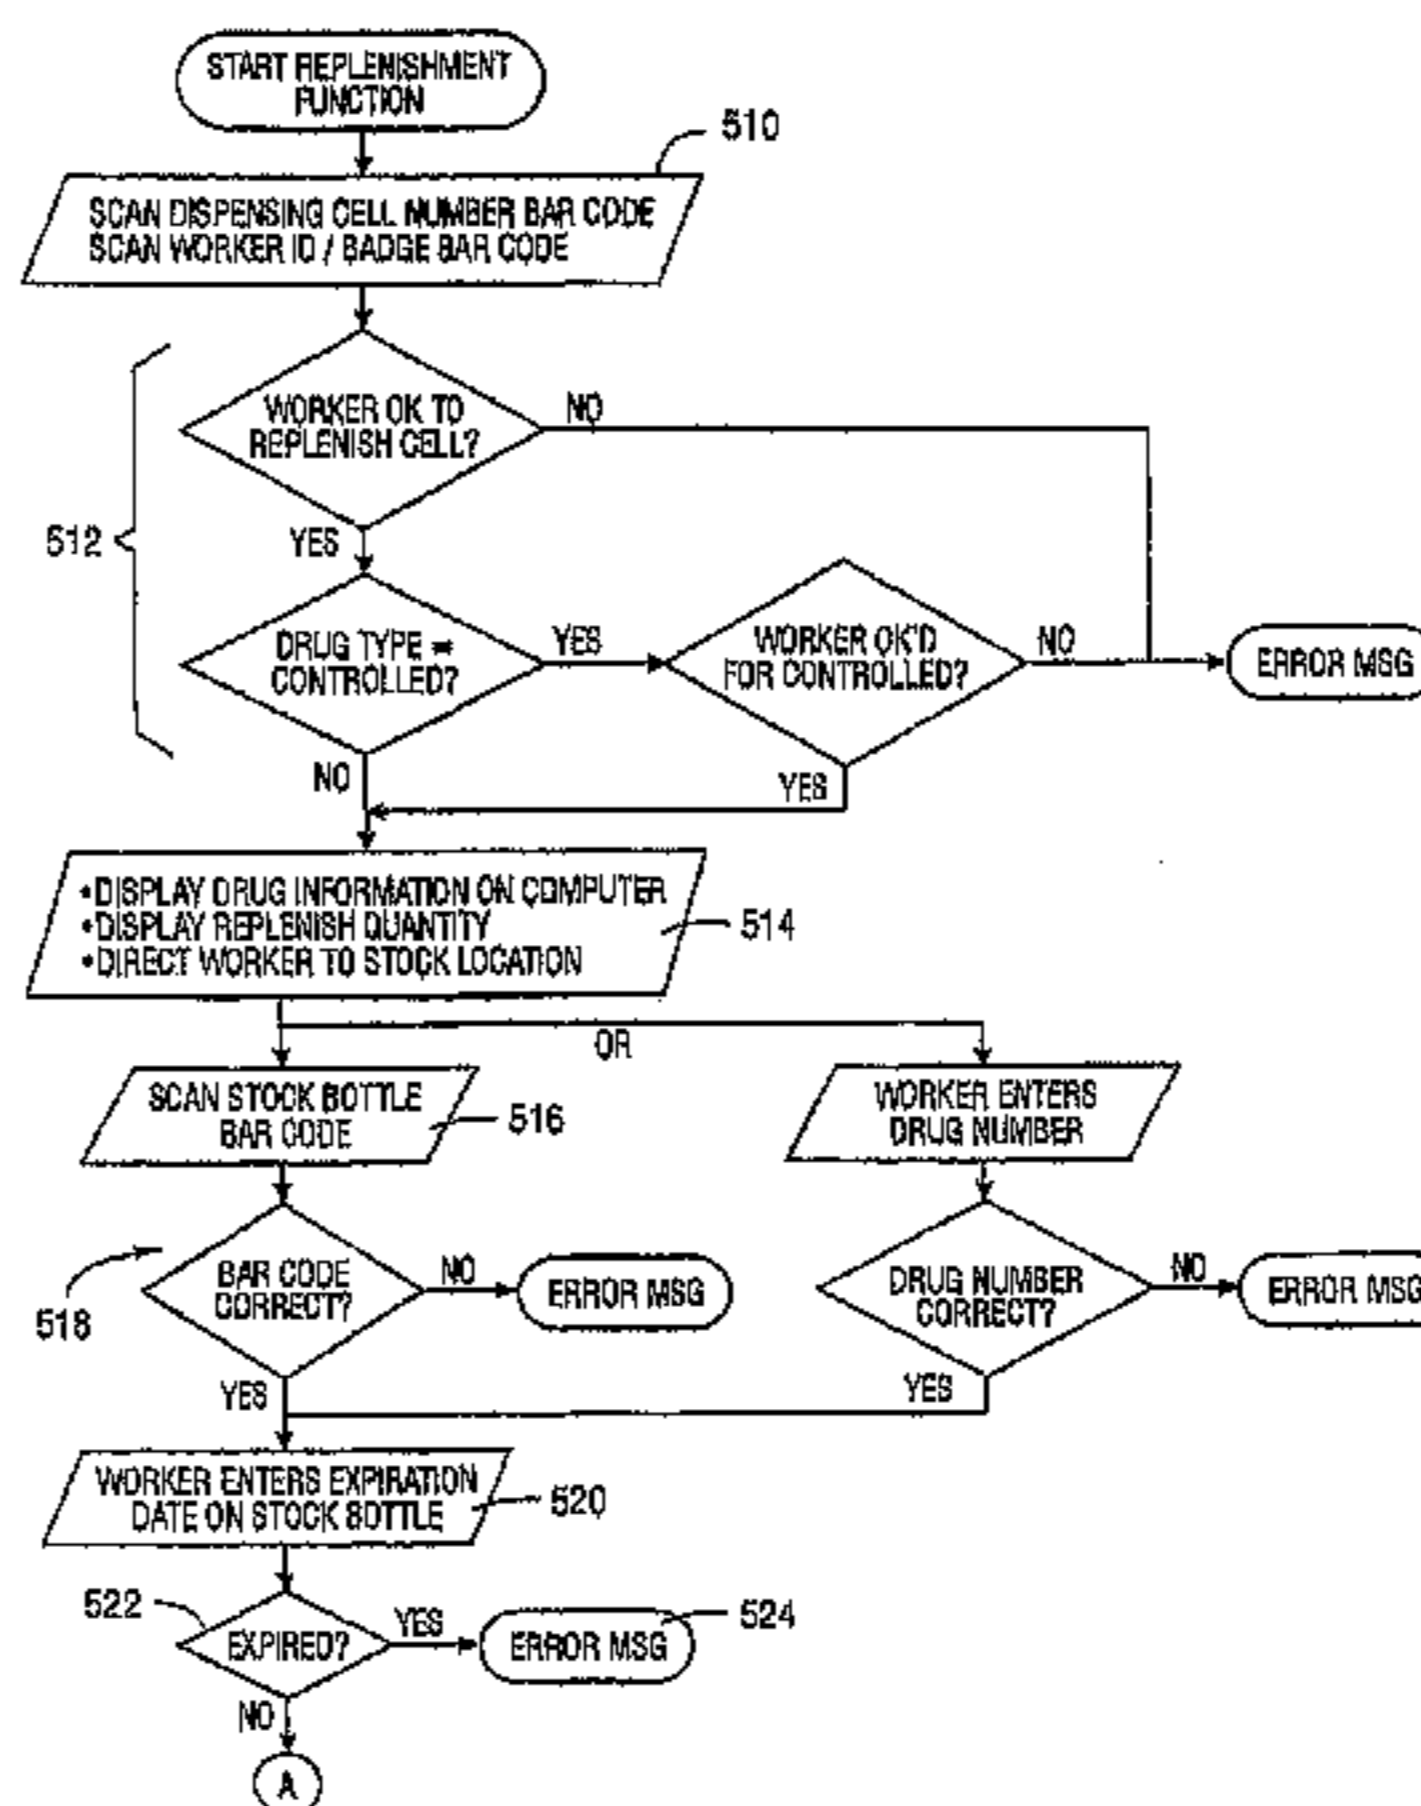 START REPLENISHMENT
FUNCTION
510
SCAN DISPENSING CELL NUMBER BAR CODE
SCAN WORKER ID / BADGE BAR CODE
WORKER OK TO
REPLENISH CELL?
NO
512
YES
DRUG TYPE =
CONTROLLED?
YES
WORKER OK'D
FOR CONTROLLED?
NO
ERROR MSG
NO
YES
•DISPLAY DRUG INFORMATION ON COMPUTER
•DISPLAY REPLENISH QUANTITY
•DIRECT WORKER TO STOCK LOCATION
514
OR
SCAN STOCK BOTTLE
BAR CODE
516
WORKER ENTERS
DRUG NUMBER
518
BAR CODE
CORRECT?
NO
ERROR MSG
DRUG NUMBER
CORRECT?
NO
ERROR MSG
YES
YES
WORKER ENTERS EXPIRATION
DATE ON STOCK BOTTLE
520
522
EXPIRED?
YES
ERROR MSG
524
NO
A